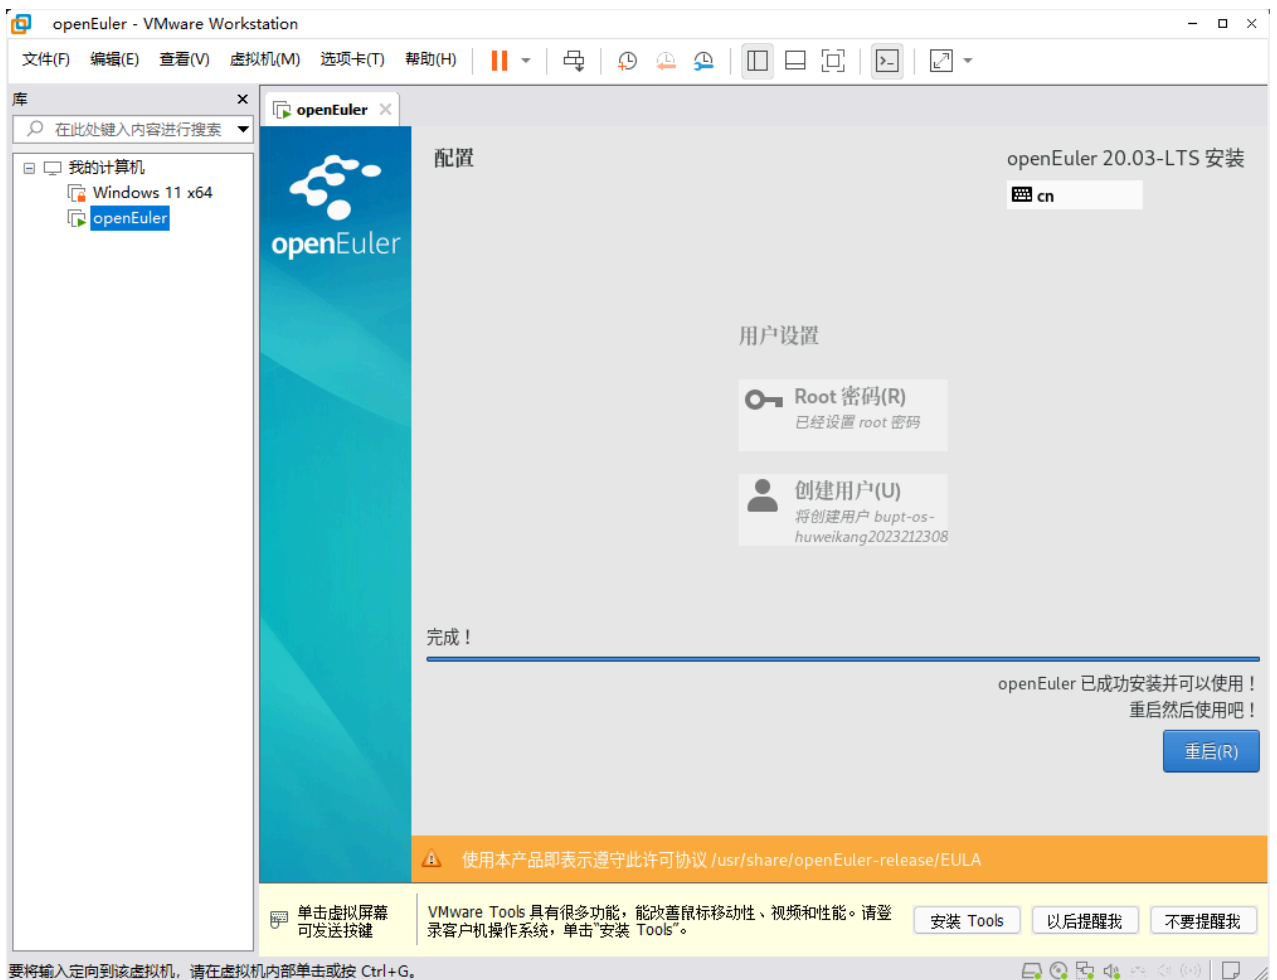 openEuler - VMware Workstation
文件(F) 编辑(E) 查看(V) 虚拟机(M) 选项卡(T) 帮助(H)
库
在此处键入内容进行搜索
我的计算机
Windows 11 x64
openEuler
openEuler
openEuler
配置
openEuler 20.03-LTS 安装
cn
用户设置
Root 密码(R)
已经设置 root 密码
创建用户(U)
将创建用户 bupt-os-
huweikang2023212308
完成！
openEuler 已成功安装并可以使用！
重启然后使用吧！
重启(R)
使用本产品即表示遵守此许可协议 /usr/share/openEuler-release/EULA
单击虚拟屏幕
可发送按键
VMware Tools 具有很多功能，能改善鼠标移动性、视频和性能。请登
录客户机操作系统，单击“安装 Tools”。
安装 Tools
以后提醒我
不要提醒我
要将输入定向到该虚拟机，请在虚拟机内部单击或按 Ctrl+G。